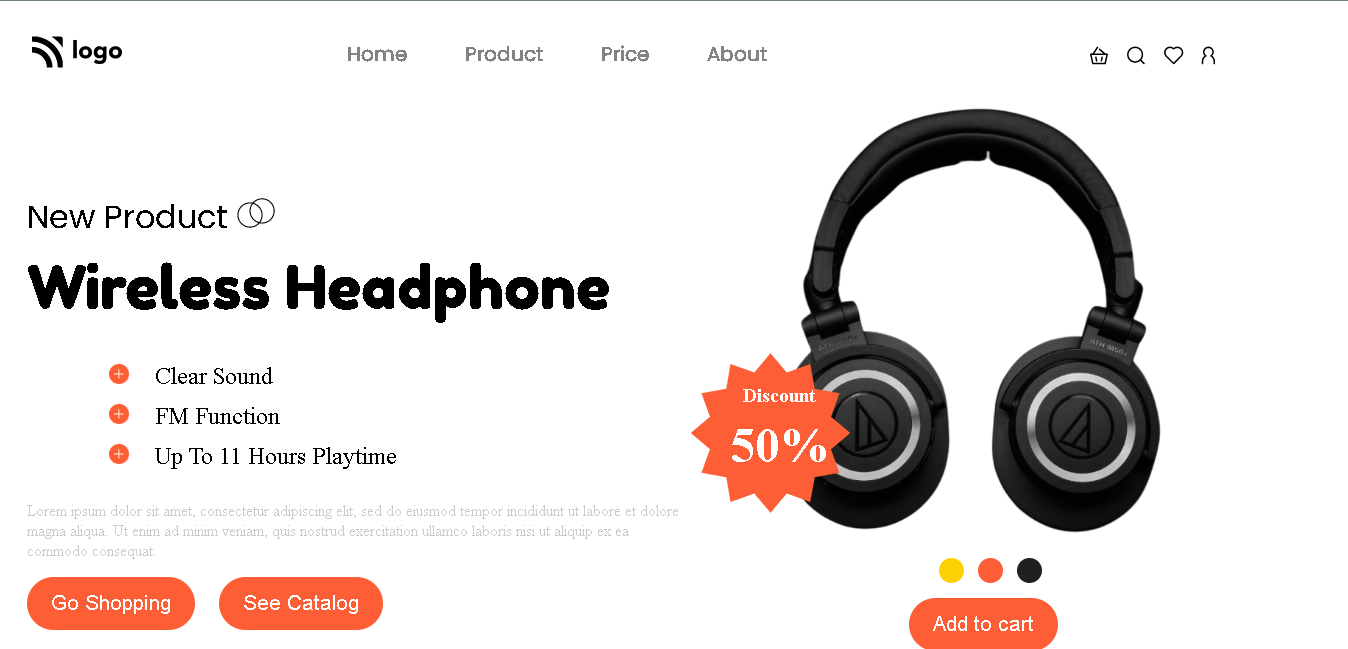 logo
Home Product Price About
New Product
Wireless Headphone
Clear Sound
FM Function
Up To 11 Hours Playtime
Lorem ipsum dolor sit amet, consectetur adipiscing elit, sed do eiusmod tempor incididunt ut labore et dolore
magna aliqua. Ut enim ad minim veniam, quis nostrud exercitation ullamco laboris nisi ut aliquip ex ea
commodo consequat.
Go Shopping See Catalog
Discount
50%
ATH-M50x
Add to cart